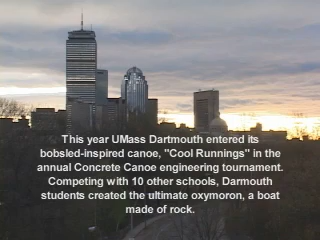 This year UMass Dartmouth entered its
bobsled-inspired canoe, "Cool Runnings" in the
annual Concrete Canoe engineering tournament.
Competing with 10 other schools, Darmouth
students created the ultimate oxymoron, a boat
made of rock.